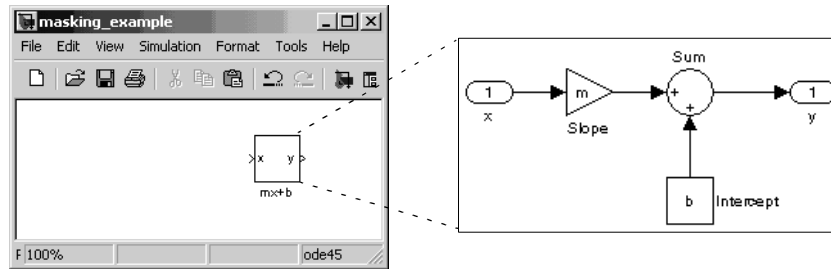 masking_example
File Edit View Simulation Format Tools Help
x y
mx+b
F 100% ode45
Sum
1 m + 1
+
x Slope y
b Intercept